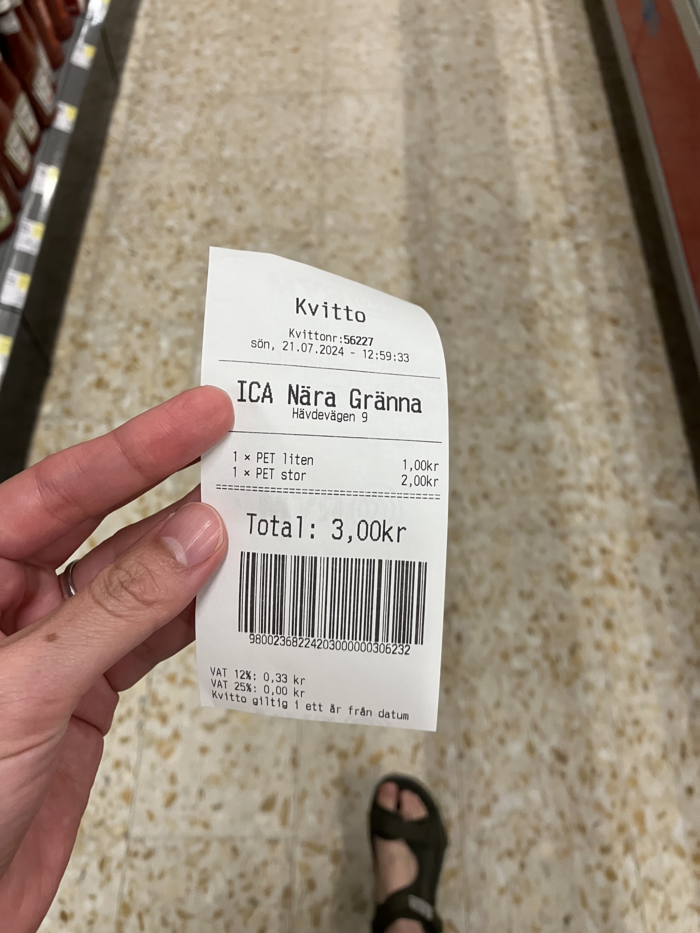 Kvitto
Kvittonr:56227
sön, 21.07.2024 - 12:59:33
ICA Nära Gränna
Hävdevägen 9
1 × PET liten 1,00kr
1 × PET stor 2,00kr
Total: 3,00kr
98002368224203000000306232
VAT 12%: 0,33 kr
VAT 25%: 0,00 kr
Kvitto giltig i ett år från datum